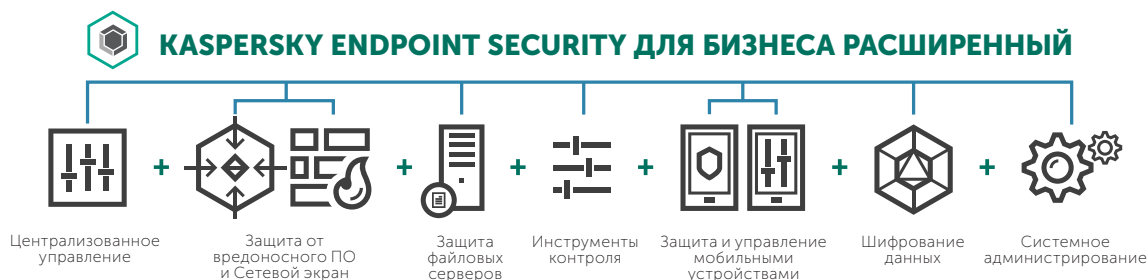 KASPERSKY ENDPOINT SECURITY ДЛЯ БИЗНЕСА РАСШИРЕННЫЙ
Централизованное
управление
Защита от
вредоносного ПО
и Сетевой экран
Защита
файловых
серверов
Инструменты
контроля
Защита и управление
мобильными
устройствами
Шифрование
данных
Системное
администрирование